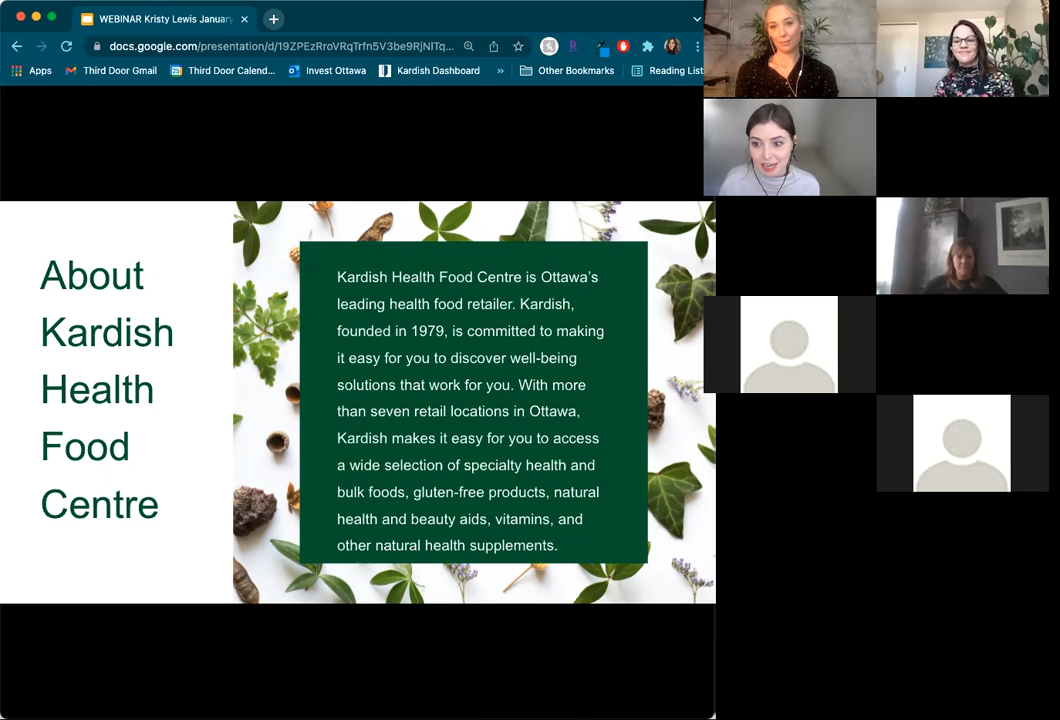 WEBINAR Kristy Lewis January
docs.google.com/presentation/d/19ZPEzRroVRqTrfn5V3be9RjNITq...
Apps
Third Door Gmail
Third Door Calend...
Invest Ottawa
Kardish Dashboard
»
Other Bookmarks
Reading List
About
Kardish
Health
Food
Centre
Kardish Health Food Centre is Ottawa's
leading health food retailer. Kardish,
founded in 1979, is committed to making
it easy for you to discover well-being
solutions that work for you. With more
than seven retail locations in Ottawa,
Kardish makes it easy for you to access
a wide selection of specialty health and
bulk foods, gluten-free products, natural
health and beauty aids, vitamins, and
other natural health supplements.